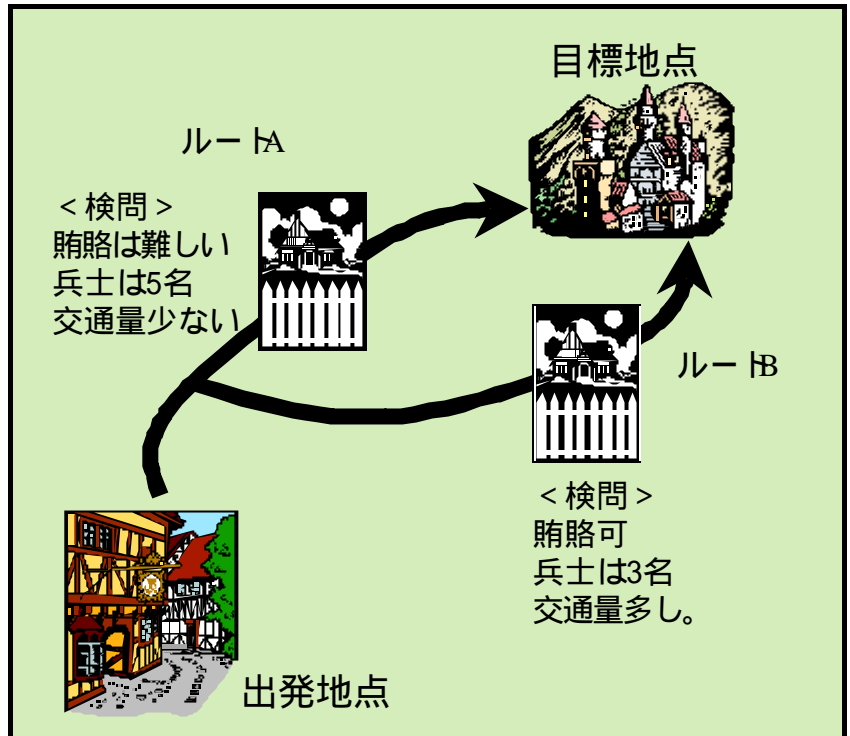 目標地点
ルートA
＜検問＞
賄賂は難しい
兵士は5名
交通量少ない
ルートB
＜検問＞
賄賂可
兵士は3名
交通量多し。
出発地点